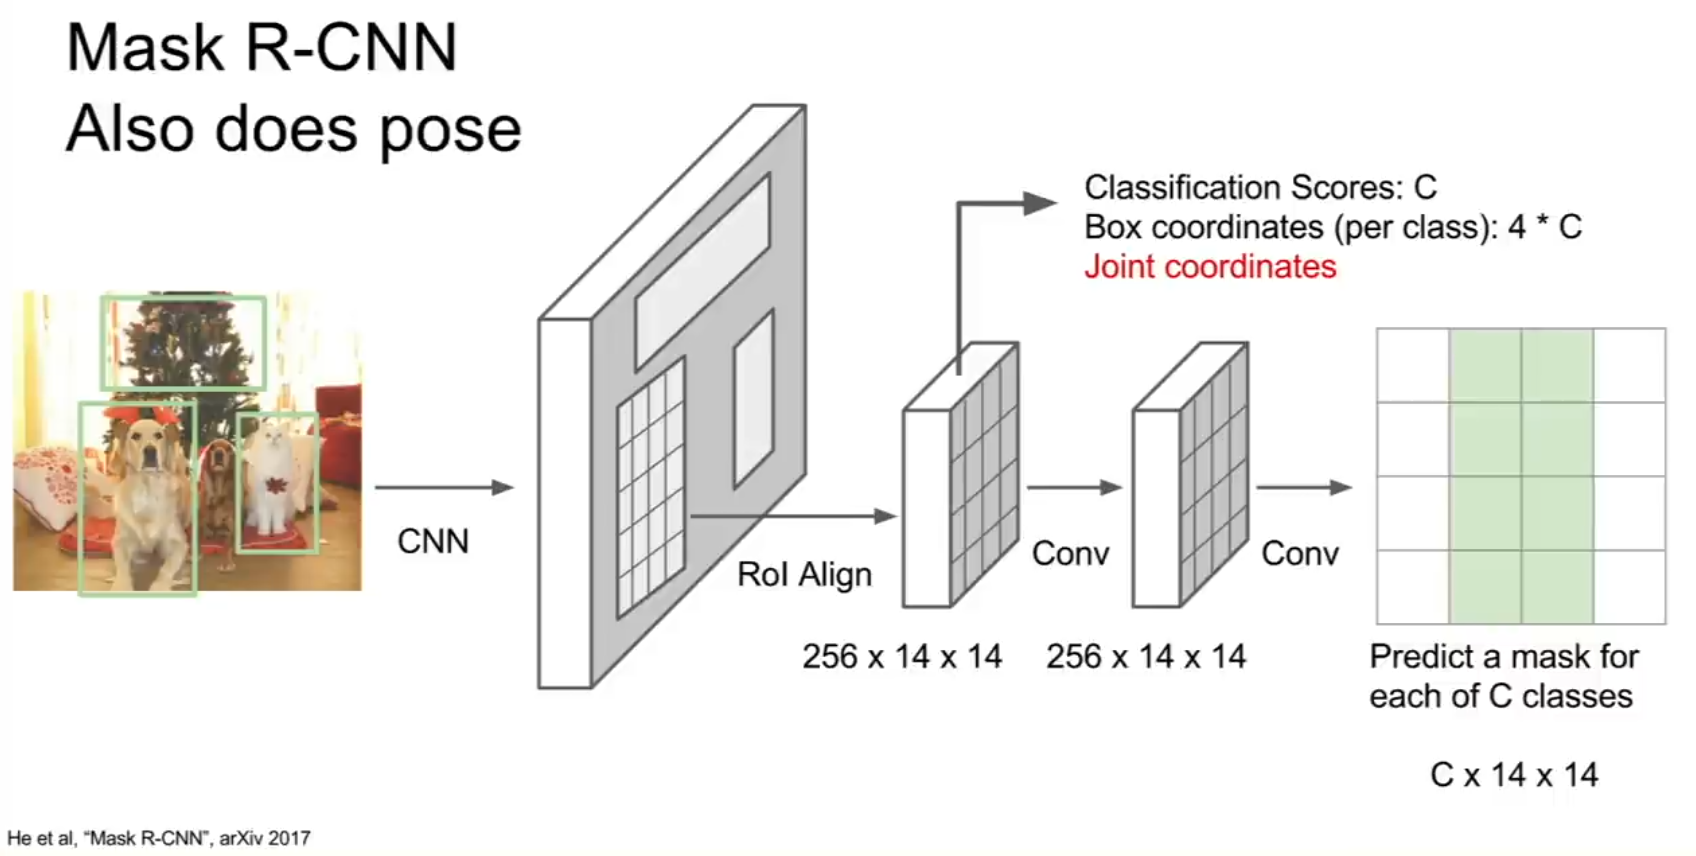 Mask R-CNN
Also does pose
Classification Scores: C
Box coordinates (per class): 4 * C
Joint coordinates
CNN
RoI Align
Conv
Conv
256 x 14 x 14
256 x 14 x 14
Predict a mask for
each of C classes
C x 14 x 14
He et al, “Mask R-CNN”, arXiv 2017